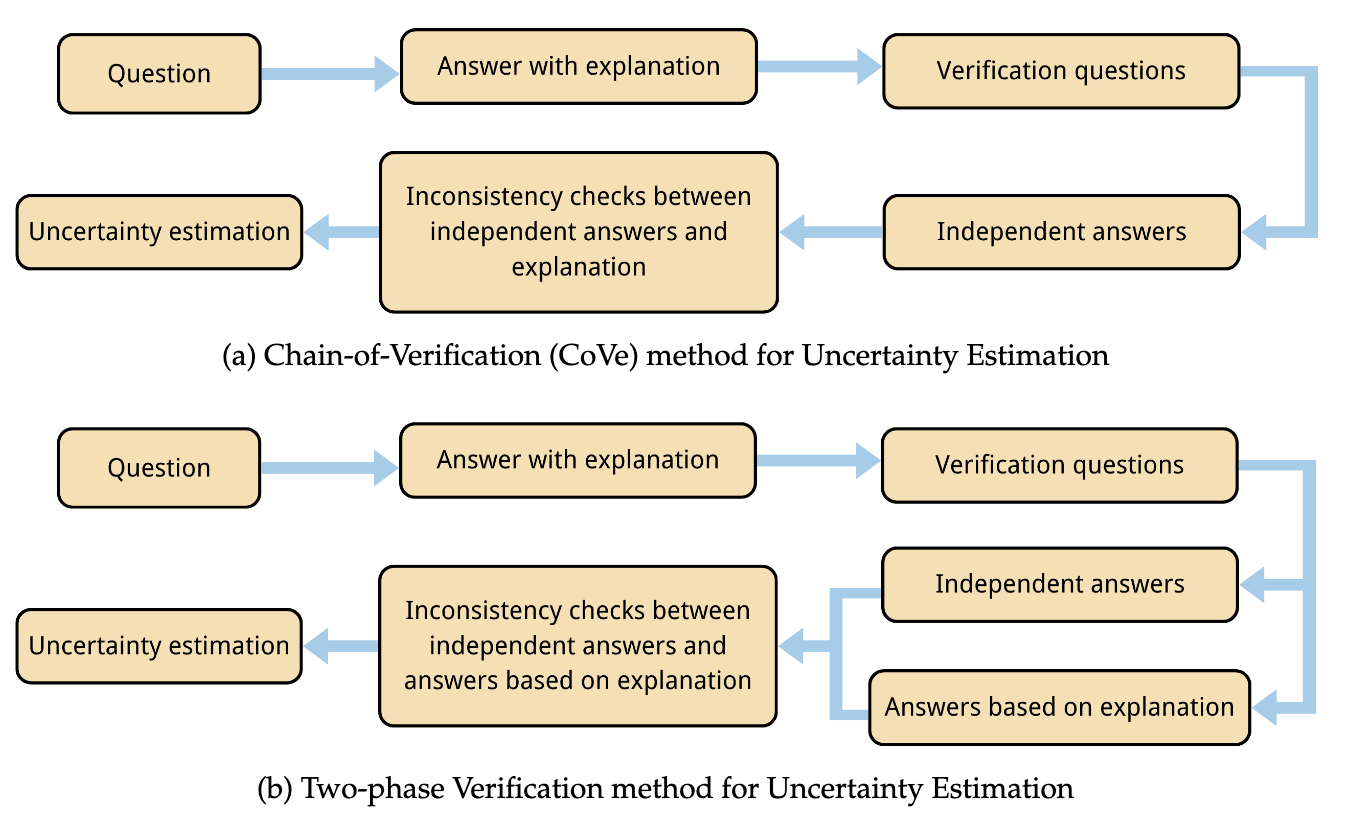 Question
Answer with explanation
Verification questions
Uncertainty estimation
Inconsistency checks between
independent answers and
explanation
Independent answers
(a) Chain-of-Verification (CoVe) method for Uncertainty Estimation
Question
Answer with explanation
Verification questions
Independent answers
Uncertainty estimation
Inconsistency checks between
independent answers and
answers based on explanation
Answers based on explanation
(b) Two-phase Verification method for Uncertainty Estimation